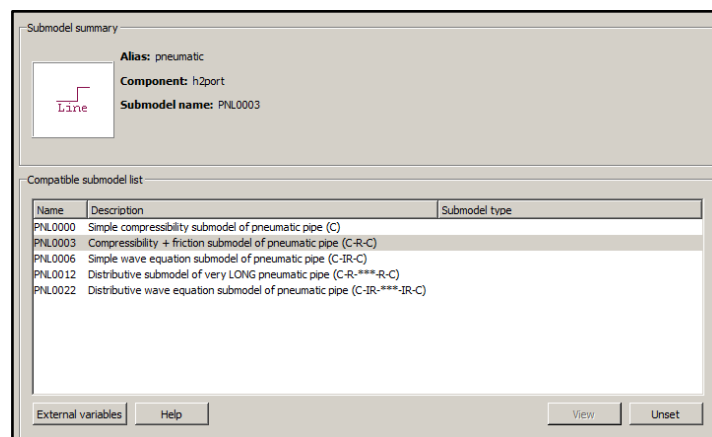 Submodel summary
Line
Alias: pneumatic
Component: h2port
Submodel name: PNL0003
Compatible submodel list
Name Description Submodel type
PNL0000 Simple compressibility submodel of pneumatic pipe (C)
PNL0003 Compressibility + friction submodel of pneumatic pipe (C-R-C)
PNL0006 Simple wave equation submodel of pneumatic pipe (C-IR-C)
PNL0012 Distributive submodel of very LONG pneumatic pipe (C-R-***-R-C)
PNL0022 Distributive wave equation submodel of pneumatic pipe (C-IR-***-IR-C)
External variables Help View Unset